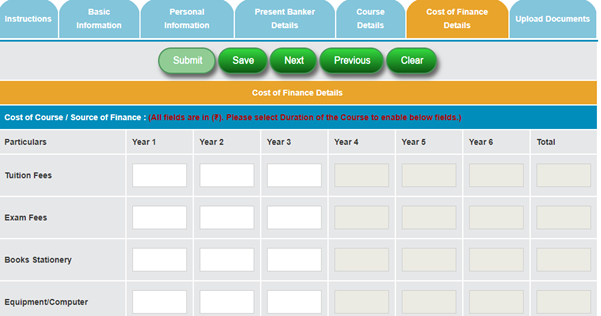 Instructions
Basic
Information
Personal
Information
Present Banker
Details
Course
Details
Cost of Finance
Details
Upload Documents
Submit Save Next Previous Clear
Cost of Finance Details
Cost of Course / Source of Finance : (All fields are in (₹). Please select Duration of the Course to enable below fields.)
Particulars Year 1 Year 2 Year 3 Year 4 Year 5 Year 6 Total
Tuition Fees
Exam Fees
Books Stationery
Equipment/Computer